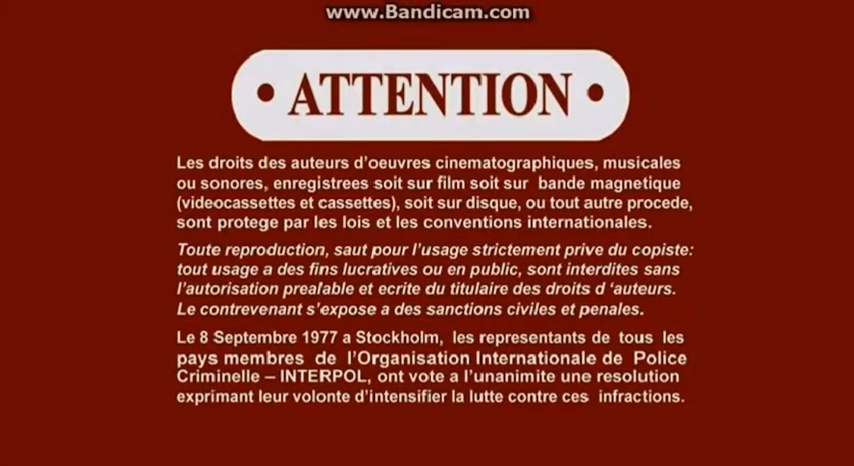 www.Bandicam.com
• ATTENTION •
Les droits des auteurs d'oeuvres cinematographiques, musicales
ou sonores, enregistrees soit sur film soit sur bande magnetique
(videocassettes et cassettes), soit sur disque, ou tout autre procede,
sont protege par les lois et les conventions internationales.
Toute reproduction, saut pour l'usage strictement prive du copiste:
tout usage a des fins lucratives ou en public, sont interdites sans
l'autorisation prealable et ecrite du titulaire des droits d 'auteurs.
Le contrevenant s'expose a des sanctions civiles et penales.
Le 8 Septembre 1977 a Stockholm, les representants de tous les
pays membres de l'Organisation Internationale de Police
Criminelle – INTERPOL, ont vote a l'unanimite une resolution
exprimant leur volonte d'intensifier la lutte contre ces infractions.